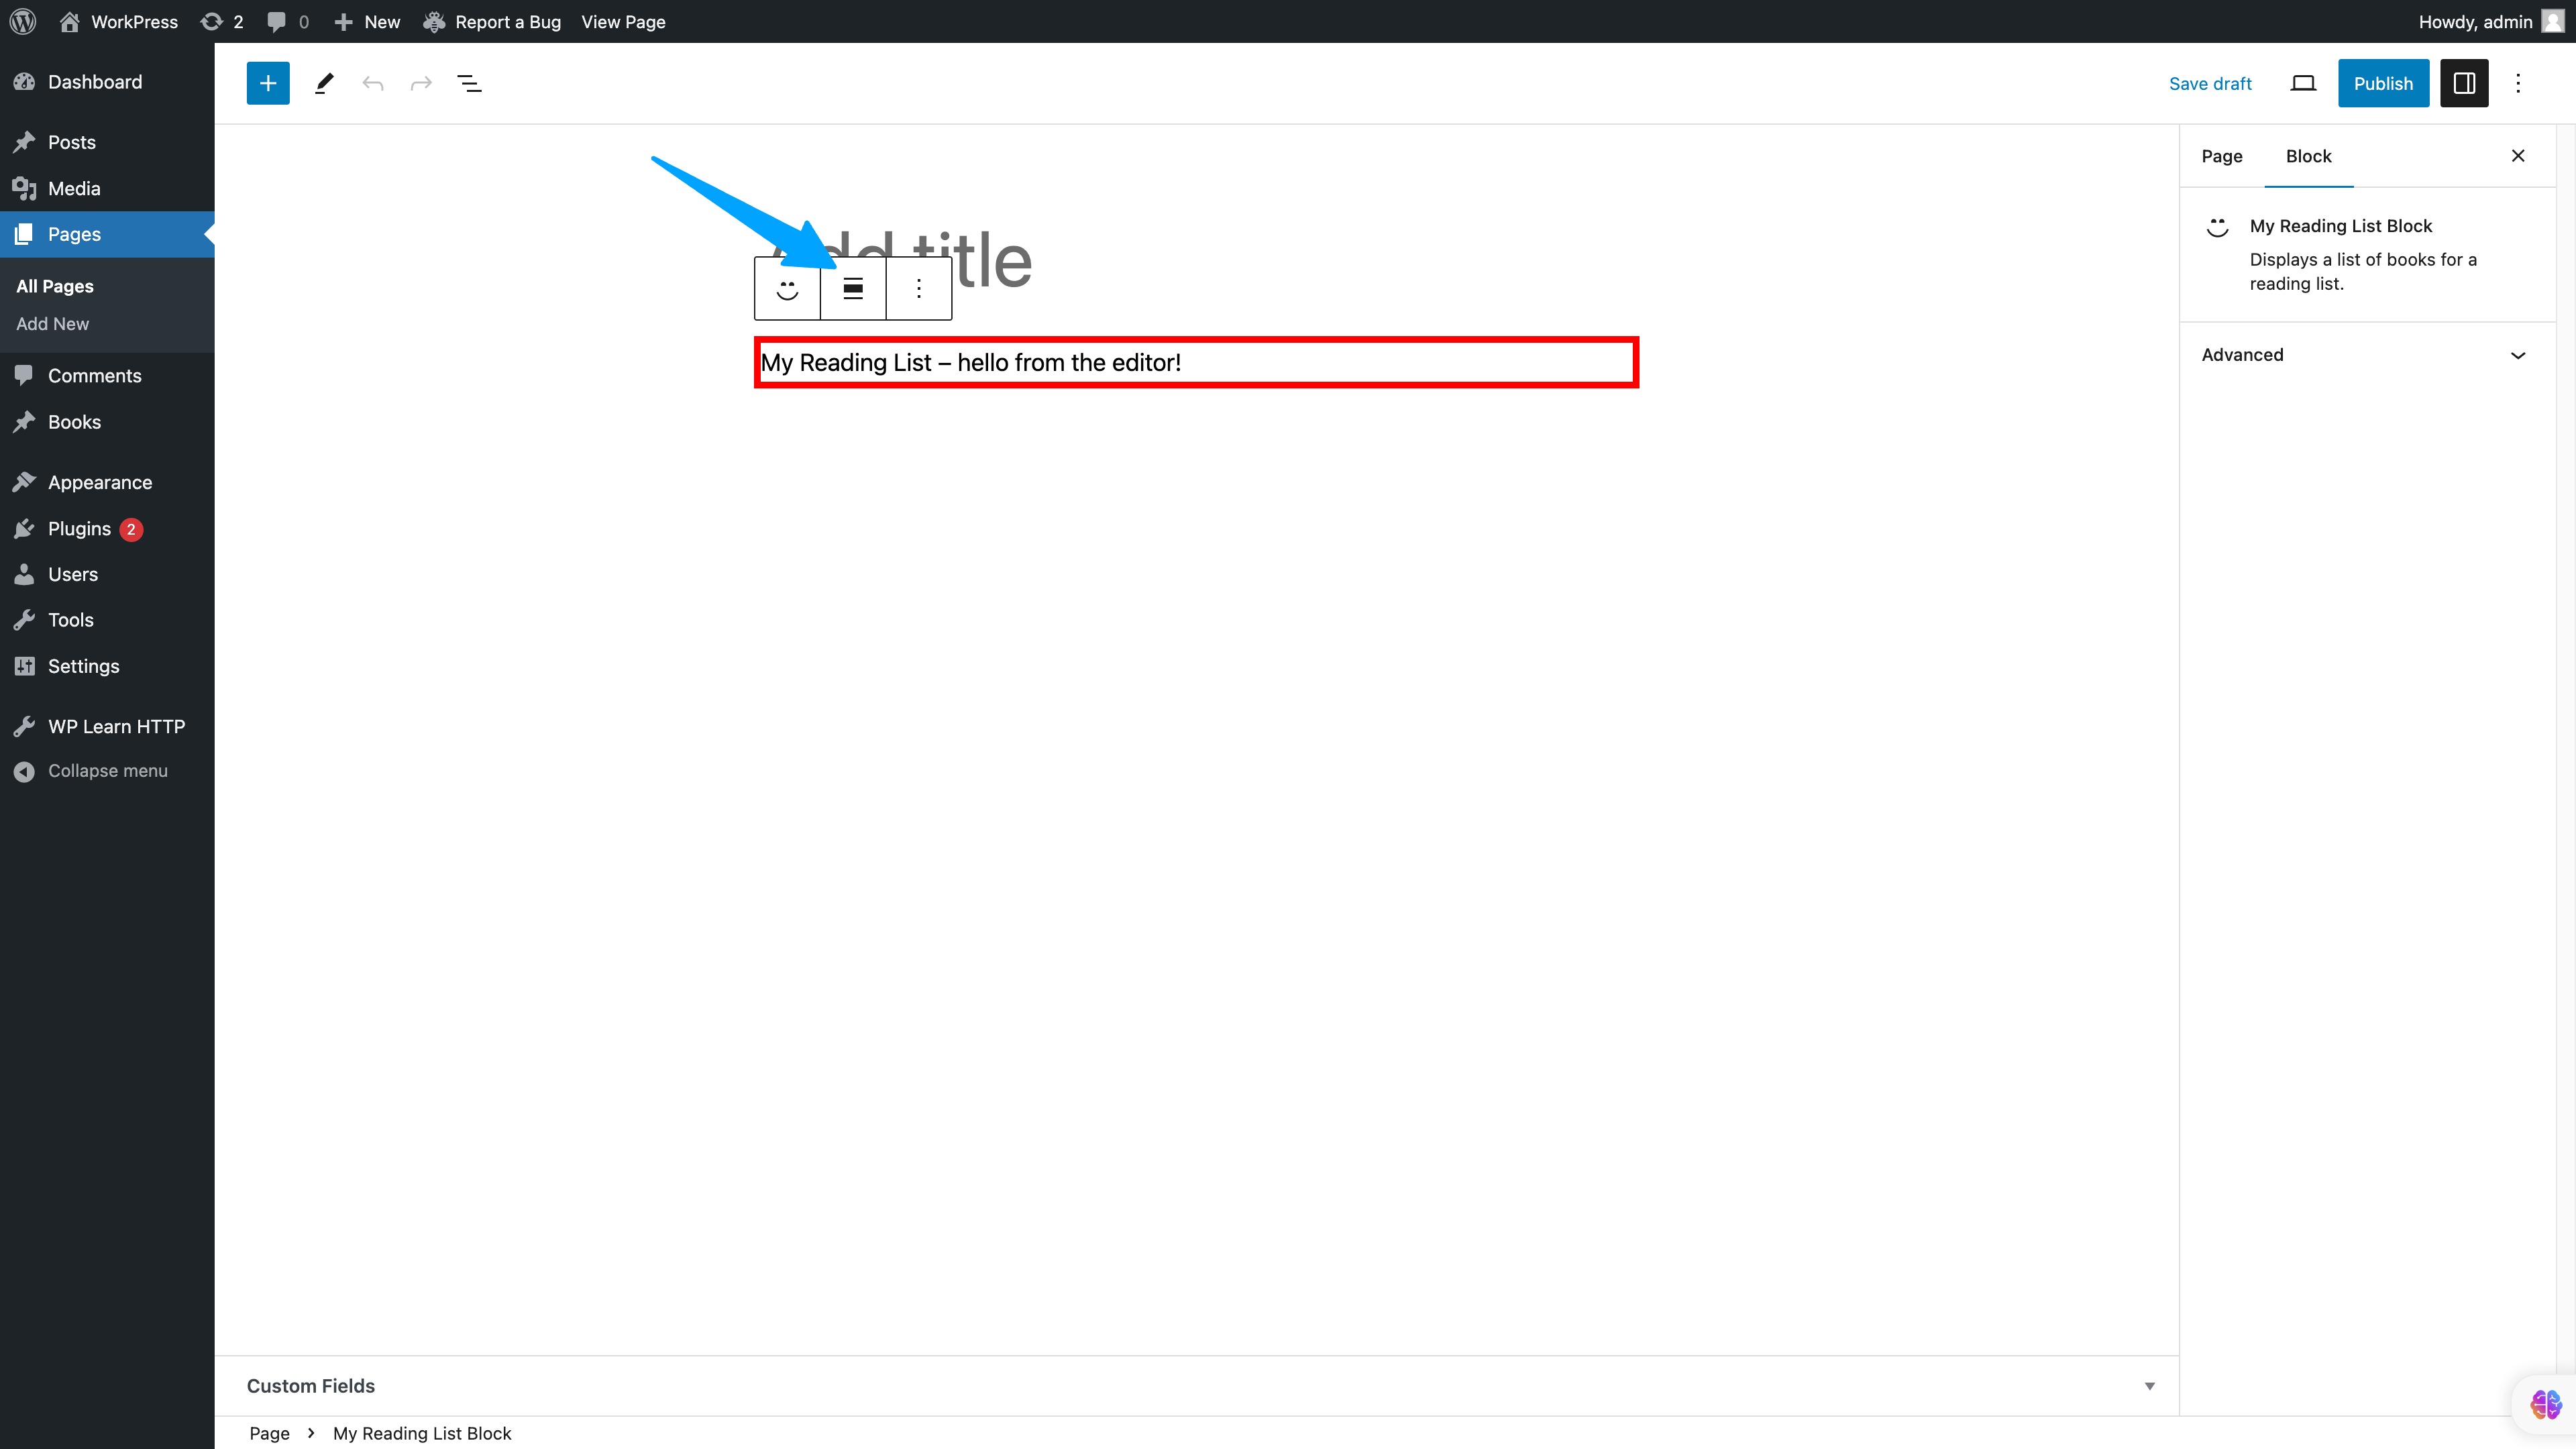 WorkPress 2 0 New Report a Bug View Page Howdy, admin
Dashboard
Posts
Media
Pages
All Pages
Add New
Comments
Books
Appearance
Plugins 2
Users
Tools
Settings
WP Learn HTTP
Collapse menu
Save draft Publish
Add title
My Reading List – hello from the editor!
Page Block
My Reading List Block
Displays a list of books for a
reading list.
Advanced
Custom Fields
Page › My Reading List Block